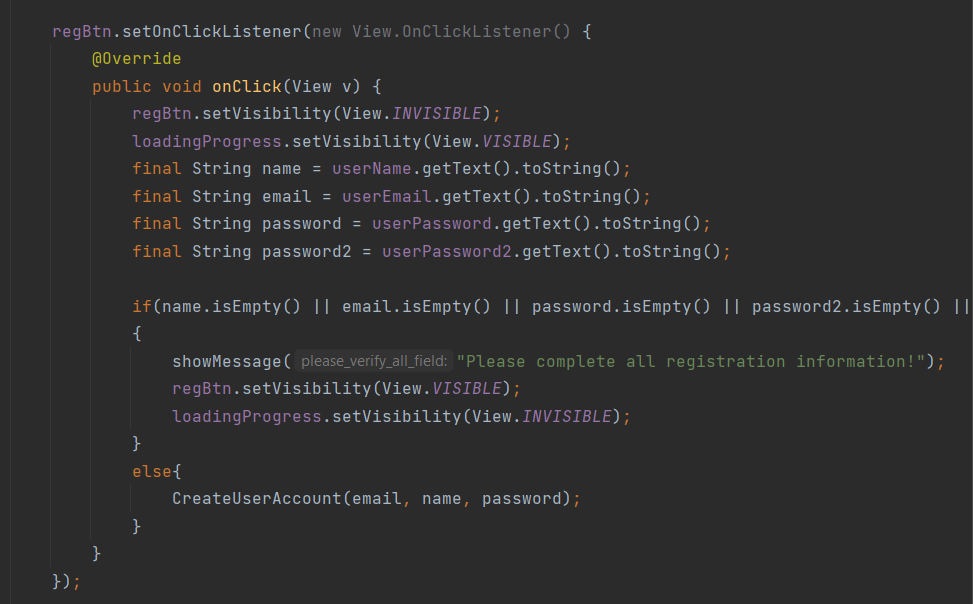 regBtn.setOnClickListener(new View.OnClickListener() {
@Override
public void onClick(View v) {
regBtn.setVisibility(View.INVISIBLE);
loadingProgress.setVisibility(View.VISIBLE);
final String name = userName.getText().toString();
final String email = userEmail.getText().toString();
final String password = userPassword.getText().toString();
final String password2 = userPassword2.getText().toString();
if(name.isEmpty() || email.isEmpty() || password.isEmpty() || password2.isEmpty() ||
{
showMessage( please_verify_all_field: "Please complete all registration information!");
regBtn.setVisibility(View.VISIBLE);
loadingProgress.setVisibility(View.INVISIBLE);
}
else{
CreateUserAccount(email, name, password);
}
}
});